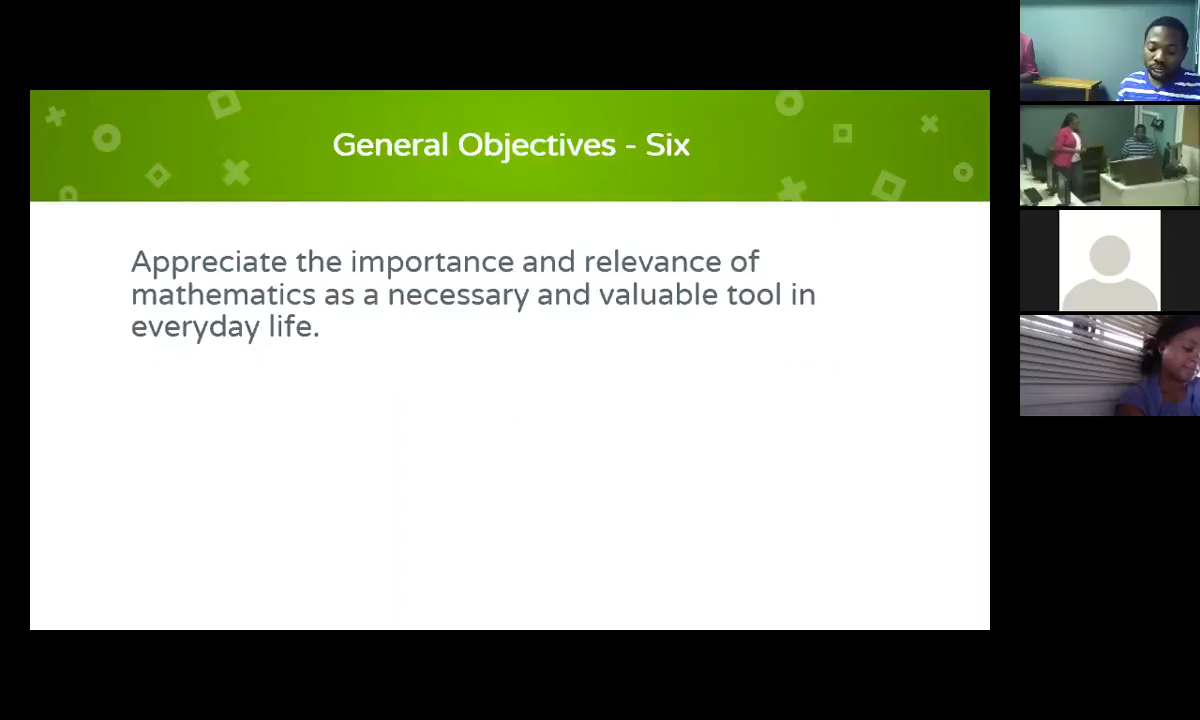 General Objectives - Six
Appreciate the importance and relevance of
mathematics as a necessary and valuable tool in
everyday life.